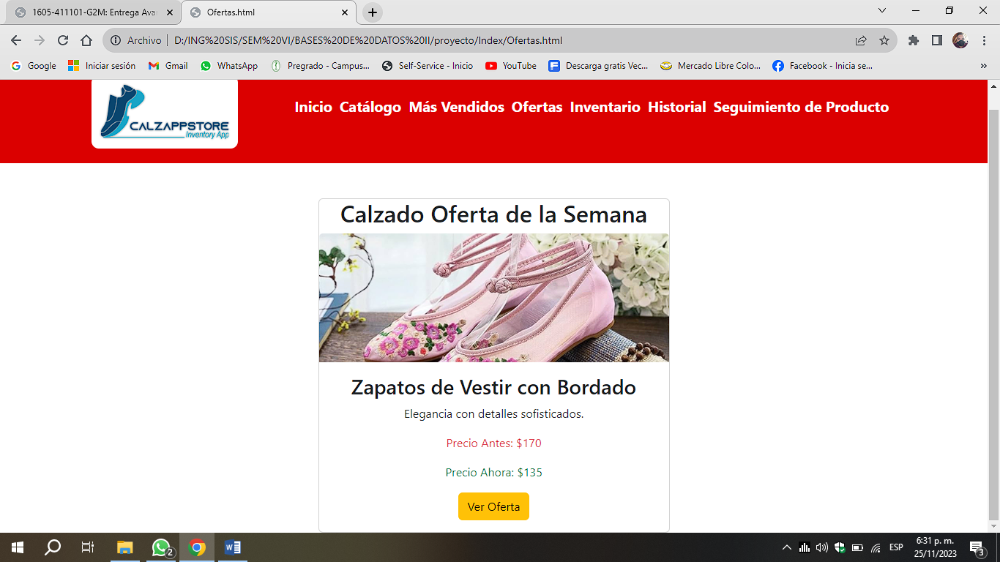 1605-411101-G2M: Entrega Ava
Ofertas.html
Archivo
D:/ING%20SIS/SEM%20VI/BASES%20DE%20DATOS%20II/proyecto/Index/Ofertas.html
Google
Iniciar sesión
Gmail
WhatsApp
Pregrado - Campus...
Self-Service - Inicio
YouTube
Descarga gratis Vec...
Mercado Libre Colo...
Facebook - Inicia se...
»
CALZAPPSTORE
Inventory App
Inicio Catálogo Más Vendidos Ofertas Inventario Historial Seguimiento de Producto
Calzado Oferta de la Semana
Zapatos de Vestir con Bordado
Elegancia con detalles sofisticados.
Precio Antes: $170
Precio Ahora: $135
Ver Oferta
2
ESP
6:31 p. m.
25/11/2023
3